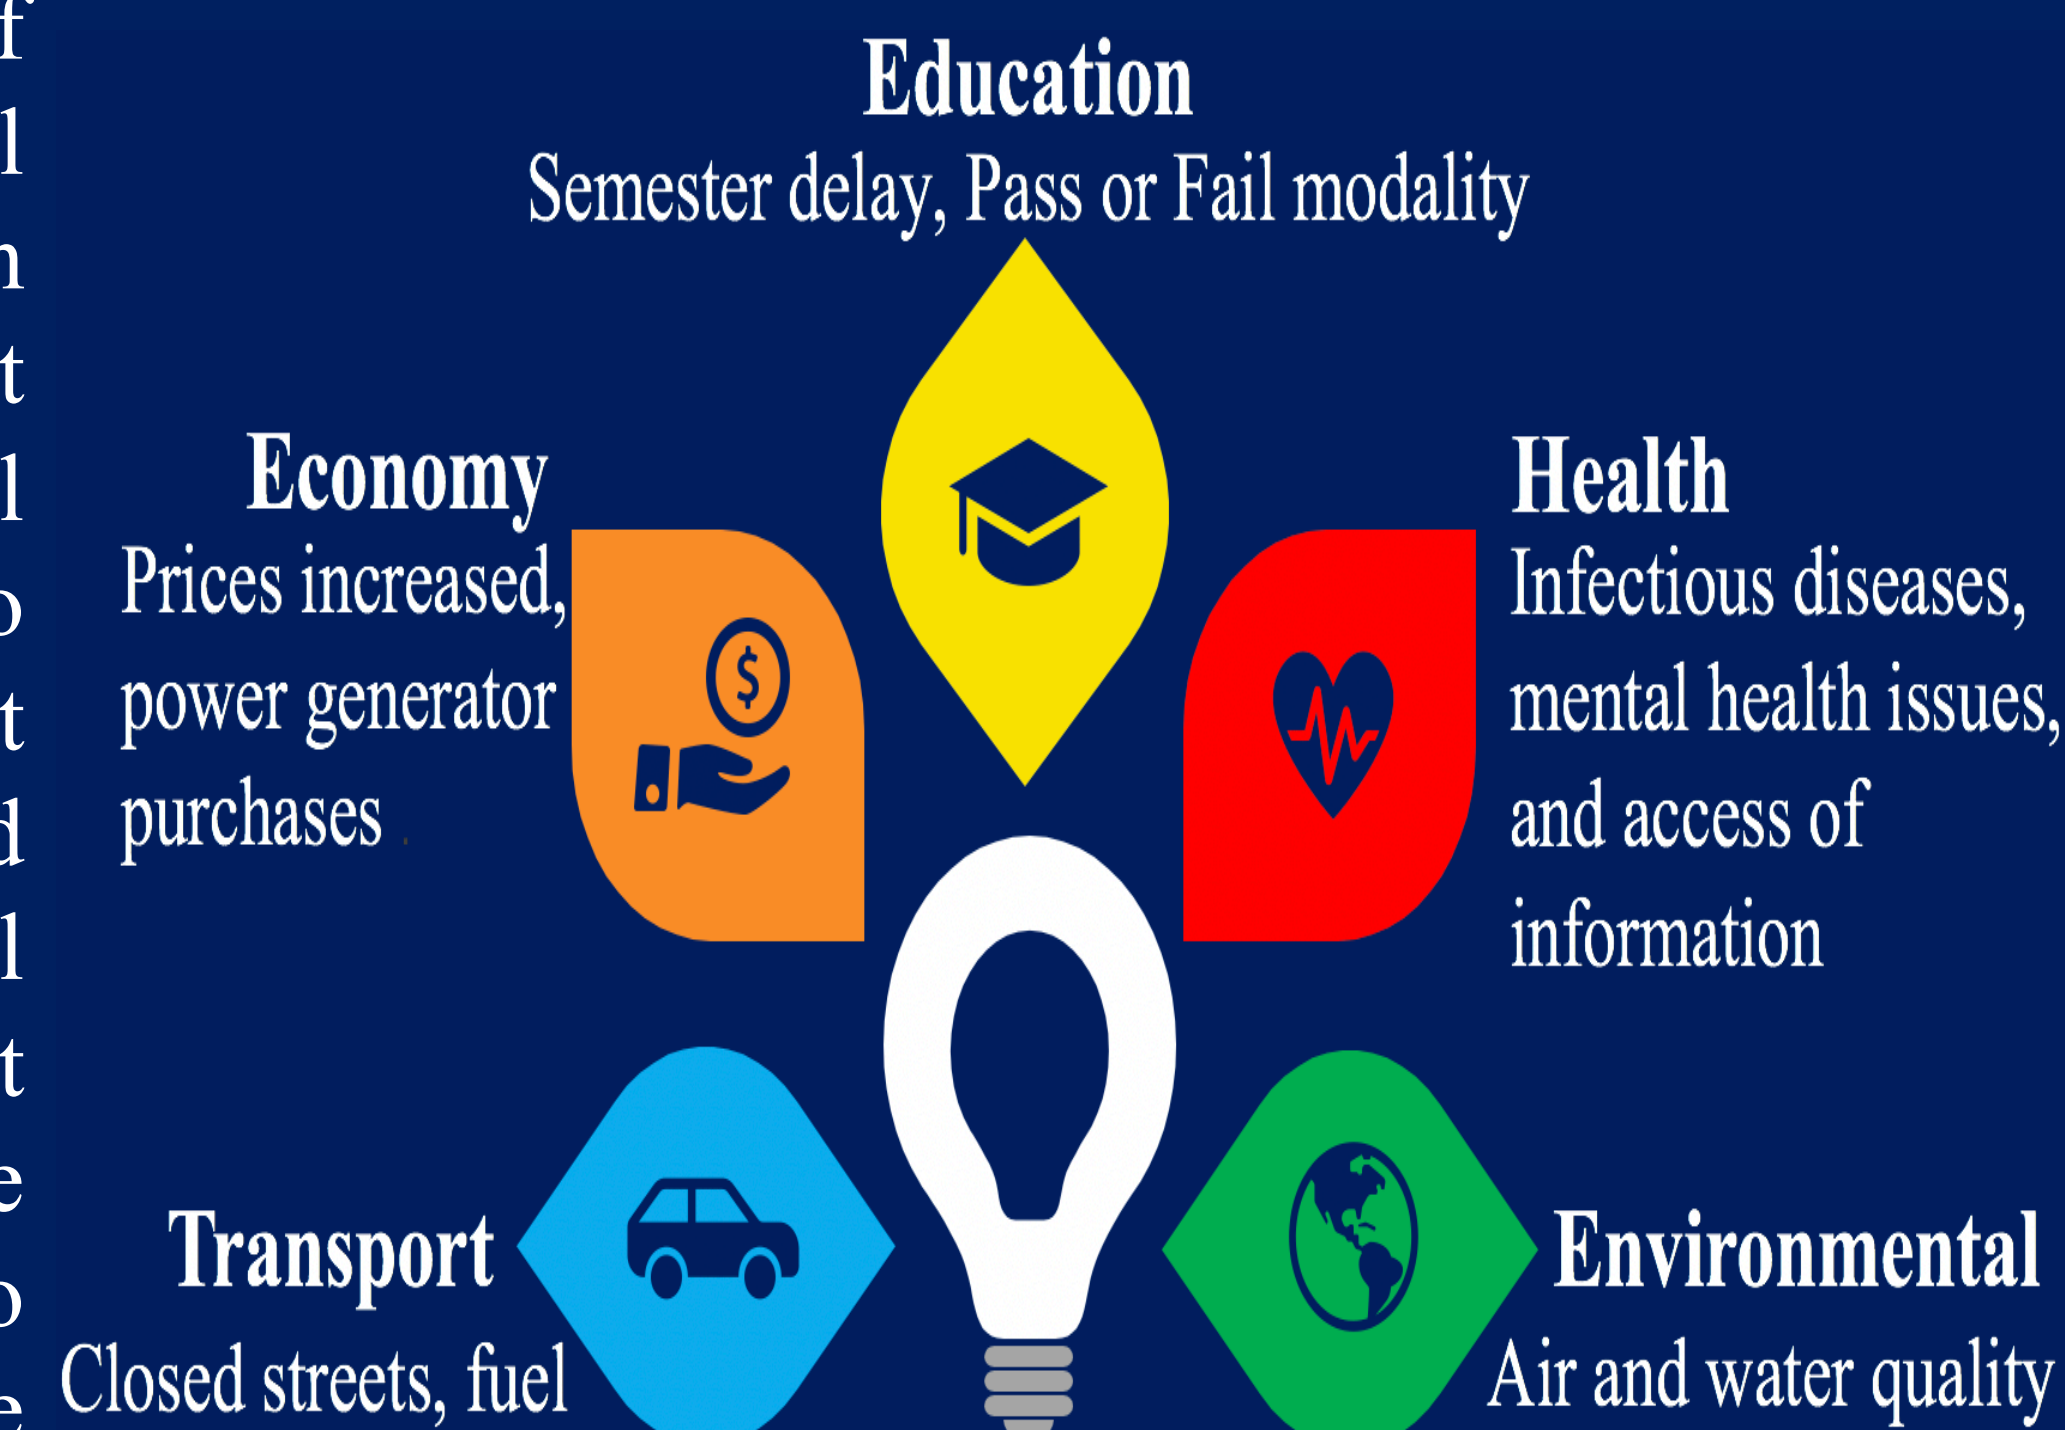 f
l
n
t
l
o
t
d
l
t
e
o
e
Education
Semester delay, Pass or Fail modality
Economy
Prices increased,
power generator
purchases
Health
Infectious diseases,
mental health issues,
and access of
information
Transport
Closed streets, fuel
Environmental
Air and water quality
$